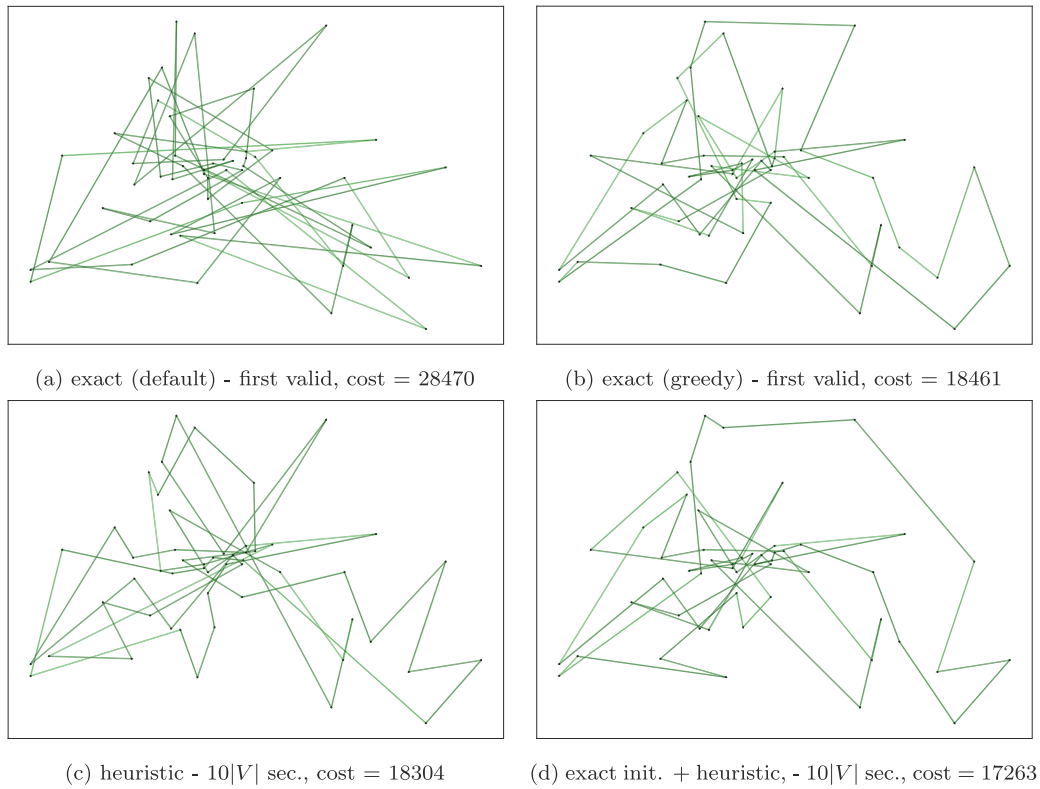 (a) exact (default) - first valid, cost = 28470
(b) exact (greedy) - first valid, cost = 18461
(c) heuristic - 10|V| sec., cost = 18304
(d) exact init. + heuristic, - 10|V| sec., cost = 17263